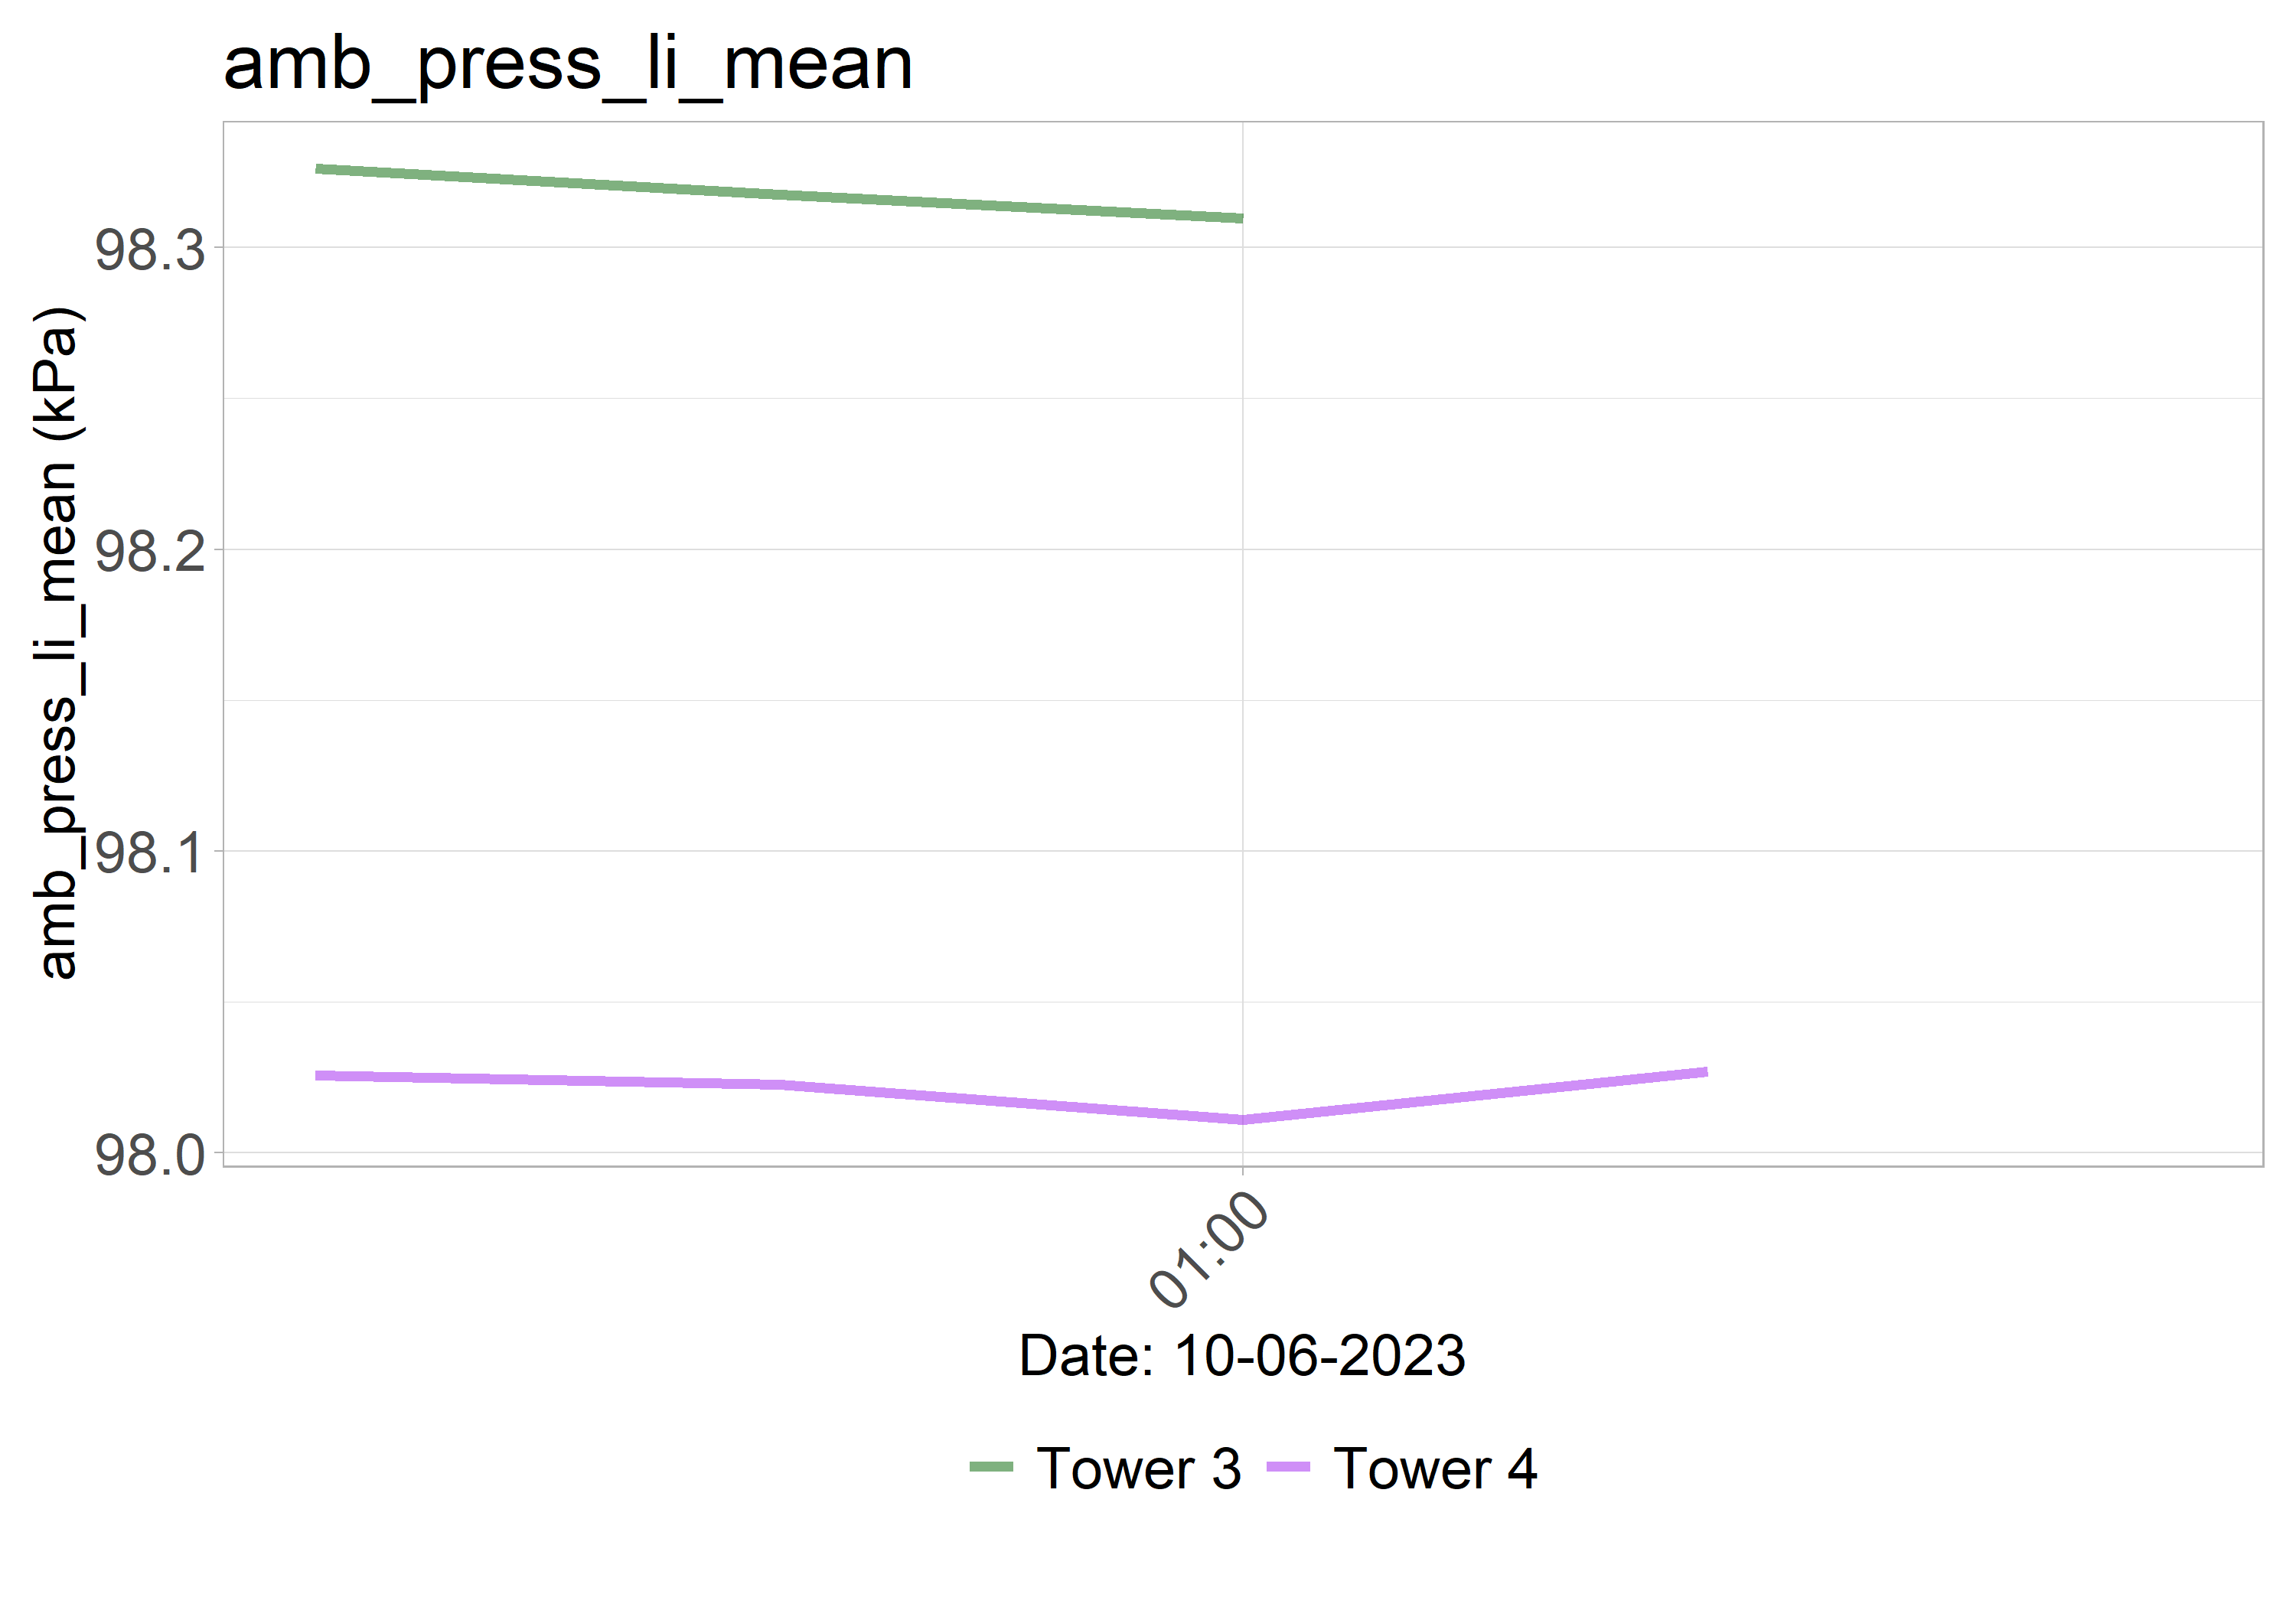 amb_press_li_mean
amb_press_li_mean (kPa)
98.3
98.2
98.1
98.0
01:00
Date: 10-06-2023
Tower 3 Tower 4